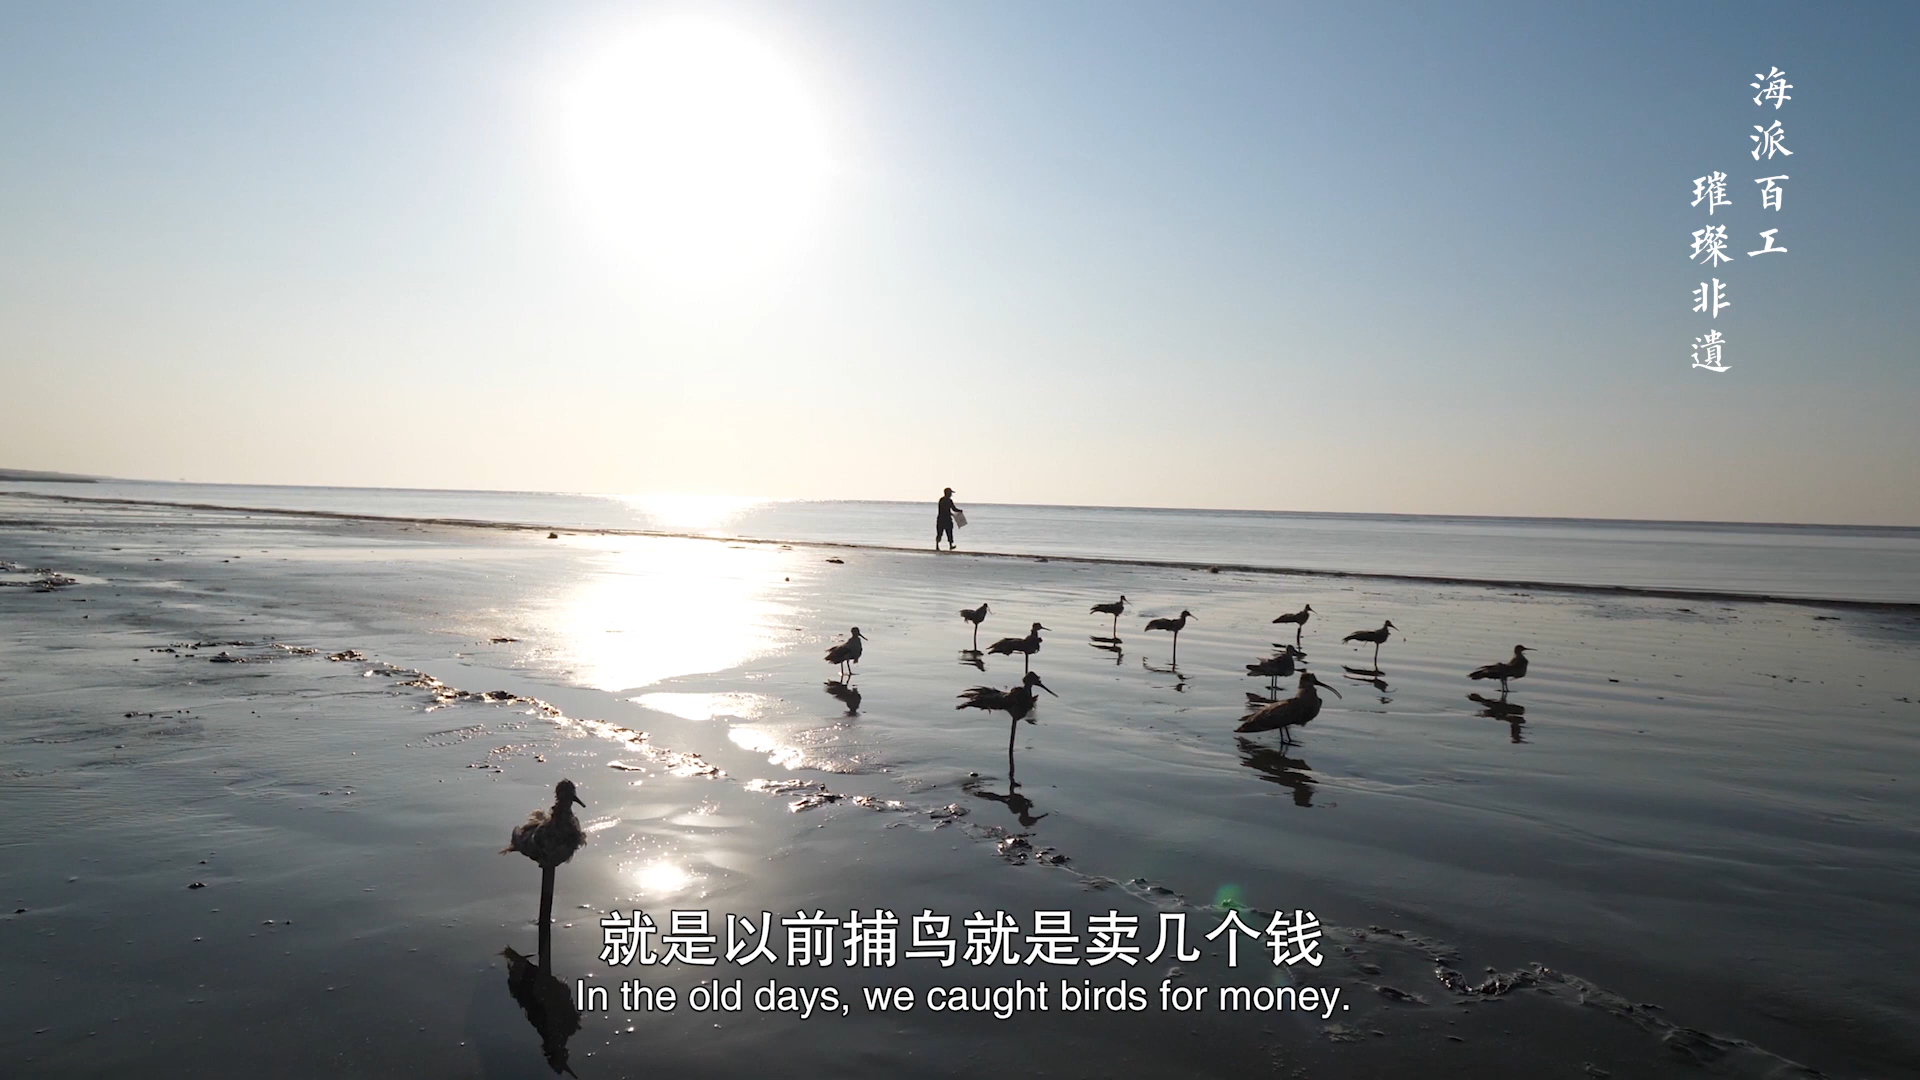 海派百工
璀璨非遺
就是以前捕鸟就是卖几个钱
In the old days, we caught birds for money.